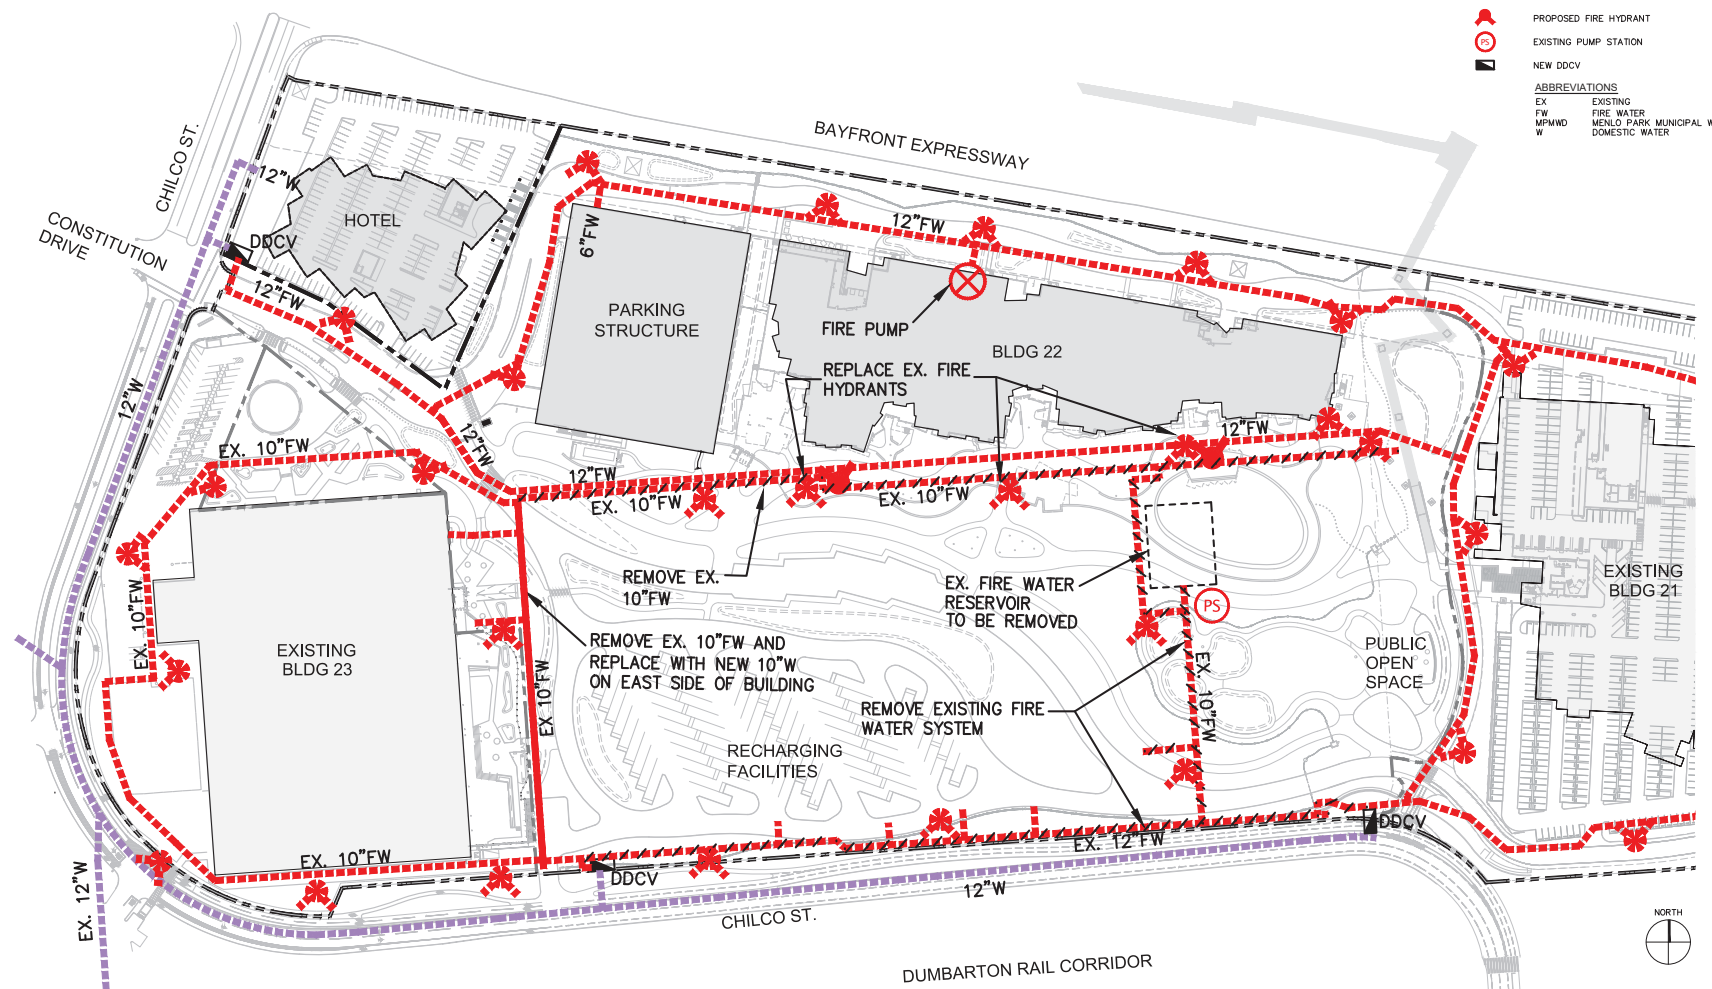 PROPOSED FIRE HYDRANT
PS
EXISTING PUMP STATION
NEW DDCV
ABBREVIATIONS
EX EXISTING
FW FIRE WATER
MPMWD MENLO PARK MUNICIPAL W
W DOMESTIC WATER
BAYFRONT EXPRESSWAY
CHILCO ST.
CONSTITUTION
DRIVE
12"W
HOTEL
DDCV
12"FW
6"FW
12"FW
PARKING
STRUCTURE
FIRE PUMP
BLDG 22
REPLACE EX. FIRE
HYDRANTS
12"W
EX. 10"FW
12"FW
12"FW
12"FW
EX. 10"FW
EX. 10"FW
REMOVE EX.
10"FW
EX. FIRE WATER
RESERVOIR
TO BE REMOVED
PS
EXISTING
BLDG 21
EX. 10"FW
EXISTING
BLDG 23
REMOVE EX. 10"FW AND
REPLACE WITH NEW 10"W
ON EAST SIDE OF BUILDING
EX 10"FW
PUBLIC
OPEN
SPACE
EX. 10"FW
REMOVE EXISTING FIRE
WATER SYSTEM
RECHARGING
FACILITIES
EX. 12"FW
DDCV
EX. 10"FW
DDCV
EX. 12"W
12"W
CHILCO ST.
NORTH
DUMBARTON RAIL CORRIDOR